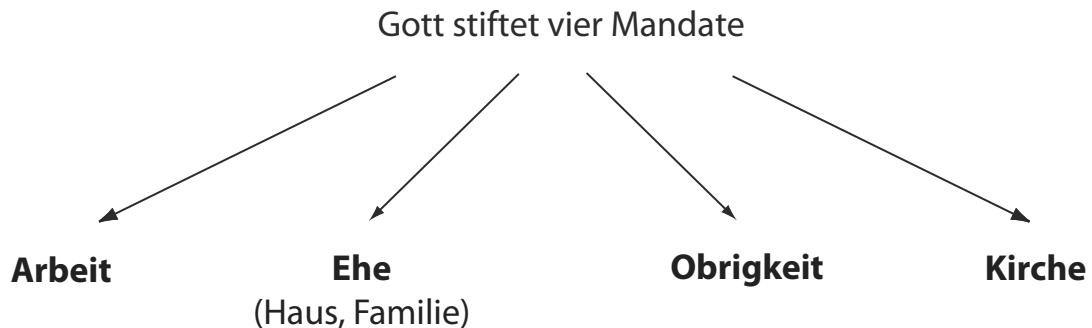 Gott stiftet vier Mandate
Arbeit
Ehe
(Haus, Familie)
Obrigkeit
Kirche